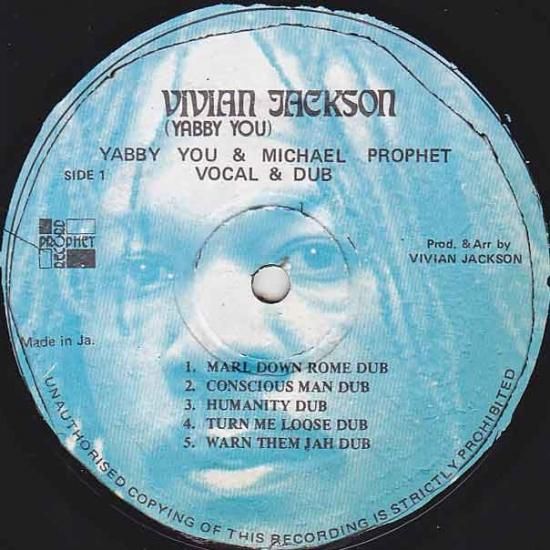 VIVIAN JACKSON
(YABBY YOU)
YABBY YOU & MICHAEL PROPHET
SIDE 1
VOCAL & DUB
PROPHET
RECORD
Prod. & Arr by
VIVIAN JACKSON
Made in Ja.
1. MARL DOWN ROME DUB
2. CONSCIOUS MAN DUB
3. HUMANITY DUB
4. TURN ME LOOSE DUB
5. WARN THEM JAH DUB
UNAUTHORISED COPYING OF THIS RECORDING IS STRICTLY PROHIBITED